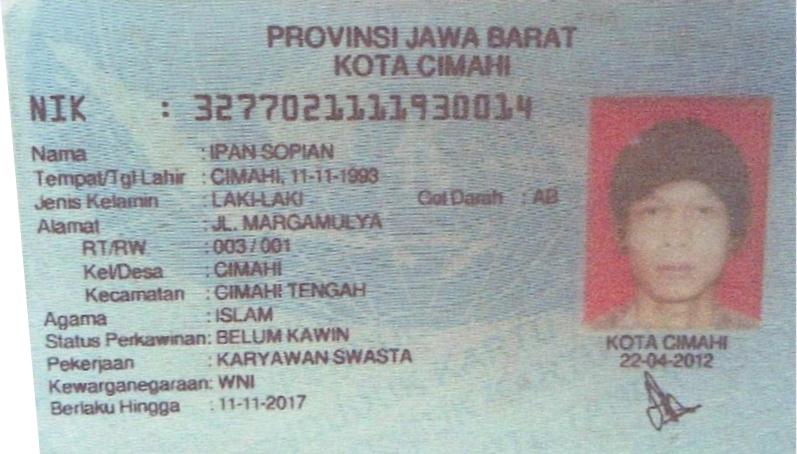 PROVINSI JAWA BARAT
KOTA CIMAHI
NIK : 3277021111930014
Nama : IPAN SOPIAN
Tempat/Tgl Lahir : CIMAHI, 11-11-1993
Jenis Kelamin : LAKI-LAKI Gol Darah : AB
Alamat : JL. MARGAMULYA
RT/RW : 003 / 001
Kel/Desa : CIMAHI
Kecamatan : CIMAHI TENGAH
Agama : ISLAM
Status Perkawinan: BELUM KAWIN
Pekerjaan : KARYAWAN SWASTA
Kewarganegaraan: WNI
Berlaku Hingga : 11-11-2017
KOTA CIMAHI
22-04-2012